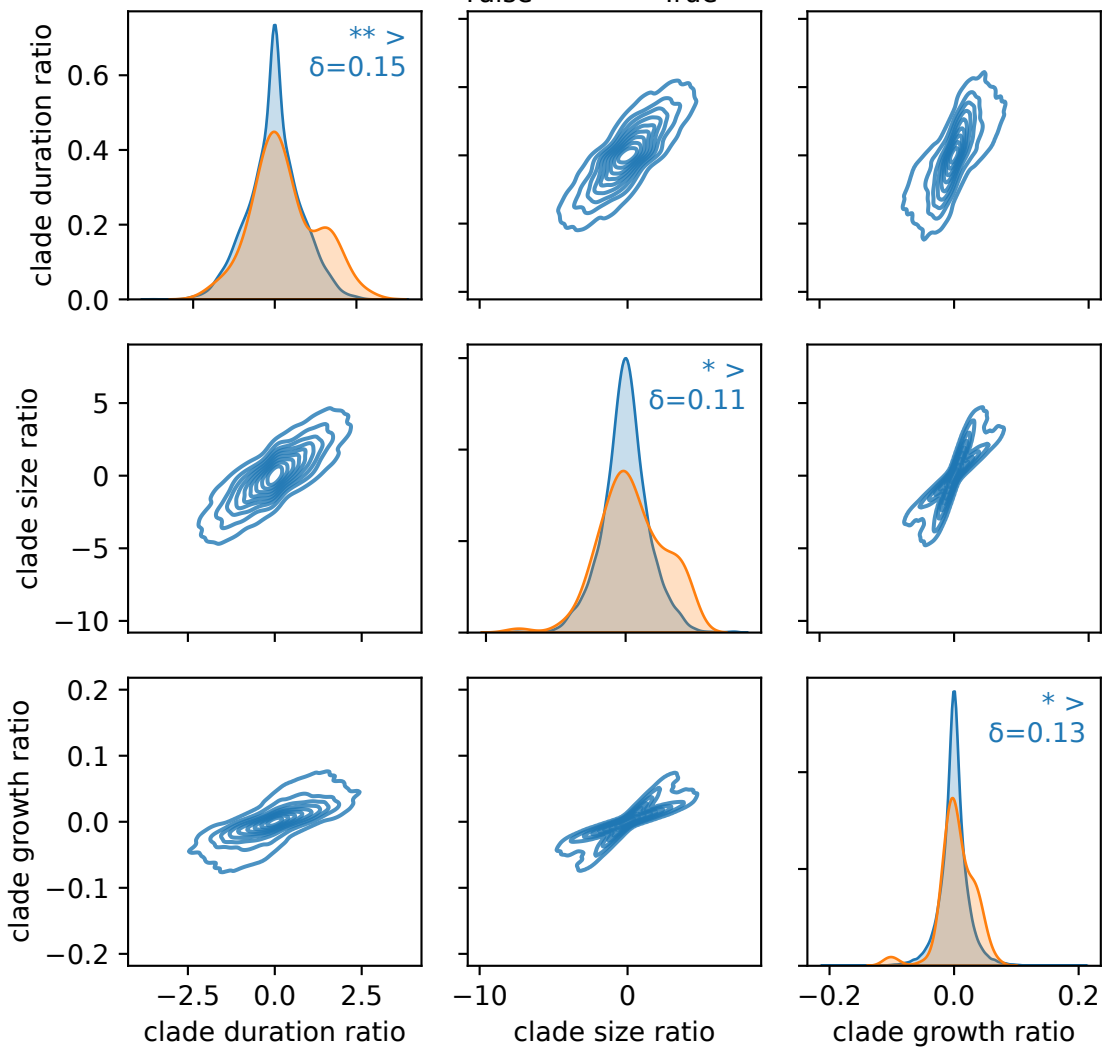 True
clade duration ratio
0.6
0.4
0.2
0.0
** >
δ=0.15
clade size ratio
5
0
−5
−10
* >
δ=0.11
clade growth ratio
0.2
0.1
0.0
−0.1
−0.2
* >
δ=0.13
−2.5
0.0
2.5
−10
0
−0.2
0.0
0.2
clade duration ratio
clade size ratio
clade growth ratio